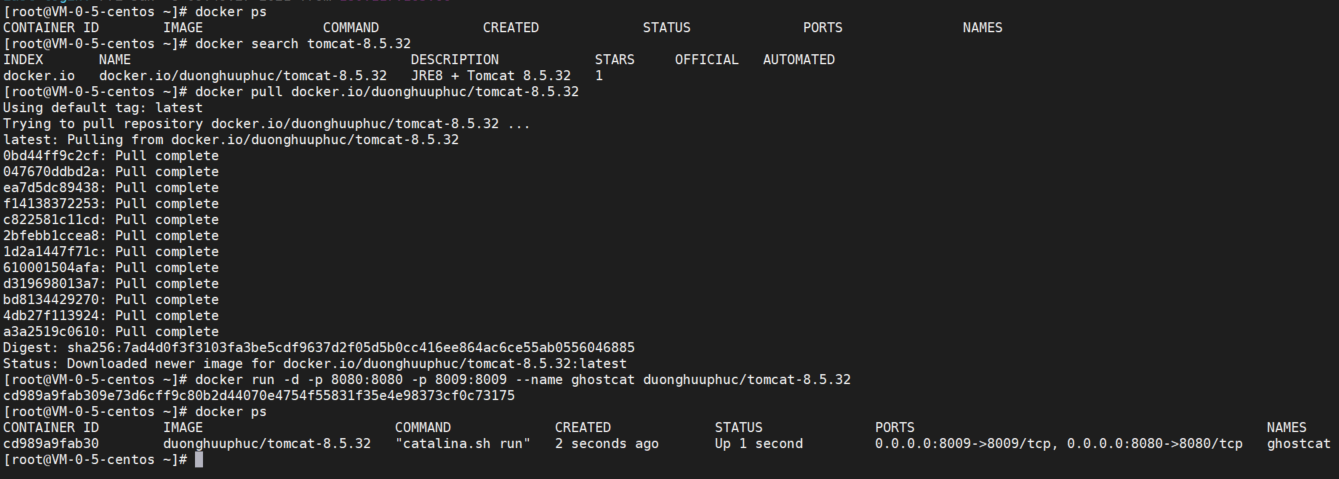 [root@VM-0-5-centos ~]# docker ps
CONTAINER ID        IMAGE               COMMAND             CREATED             STATUS              PORTS               NAMES
[root@VM-0-5-centos ~]# docker search tomcat-8.5.32
INDEX       NAME                                   DESCRIPTION            STARS     OFFICIAL   AUTOMATED
docker.io   docker.io/duonghuuphuc/tomcat-8.5.32   JRE8 + Tomcat 8.5.32   1
[root@VM-0-5-centos ~]# docker pull docker.io/duonghuuphuc/tomcat-8.5.32
Using default tag: latest
Trying to pull repository docker.io/duonghuuphuc/tomcat-8.5.32 ...
latest: Pulling from docker.io/duonghuuphuc/tomcat-8.5.32
0bd44ff9c2cf: Pull complete
047670ddbd2a: Pull complete
ea7d5dc89438: Pull complete
f14138372253: Pull complete
c822581c11cd: Pull complete
2bfebb1ccea8: Pull complete
1d2a1447f71c: Pull complete
610001504afa: Pull complete
d319698013a7: Pull complete
bd8134429270: Pull complete
4db27f113924: Pull complete
a3a2519c0610: Pull complete
Digest: sha256:7ad4d0f3f3103fa3be5cdf9637d2f05d5b0cc416ee864ac6ce55ab0556046885
Status: Downloaded newer image for docker.io/duonghuuphuc/tomcat-8.5.32:latest
[root@VM-0-5-centos ~]# docker run -d -p 8080:8080 -p 8009:8009 --name ghostcat duonghuuphuc/tomcat-8.5.32
cd989a9fab309e73d6cff9c80b2d44070e4754f55831f35e4e98373cf0c73175
[root@VM-0-5-centos ~]# docker ps
CONTAINER ID        IMAGE                        COMMAND             CREATED             STATUS              PORTS                                            NAMES
cd989a9fab30        duonghuuphuc/tomcat-8.5.32   "catalina.sh run"   2 seconds ago       Up 1 second         0.0.0.0:8009->8009/tcp, 0.0.0.0:8080->8080/tcp   ghostcat
[root@VM-0-5-centos ~]#